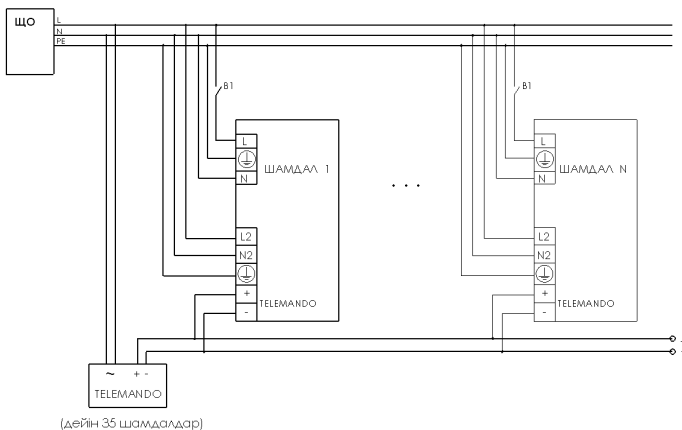 ЩО
L
N
PE
B1
B1
L
ШАМДАЛ 1
N
L
ШАМДАЛ N
N
. . .
L2
N2
+
TELEMANDO
-
L2
N2
+
TELEMANDO
-
~ + -
TELEMANDO
(дейін 35 шамдалдар)